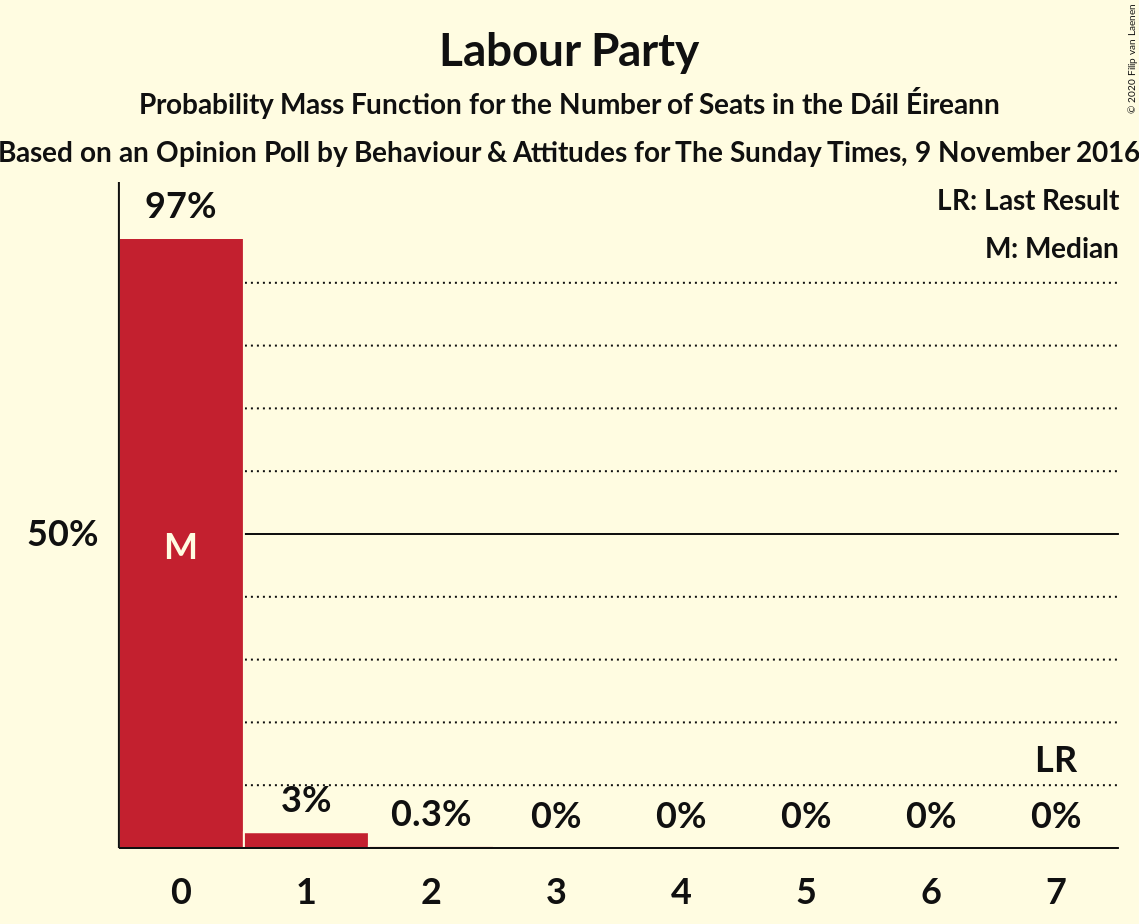 Labour Party
Probability Mass Function for the Number of Seats in the Dáil Éireann
Based on an Opinion Poll by Behaviour & Attitudes for The Sunday Times, 9 November 2016
© 2020 Filip van Laenen
LR: Last Result
M: Median
97%
50%
M
LR
3%
0.3%
0%
0%
0%
0%
0%
0
1
2
3
4
5
6
7